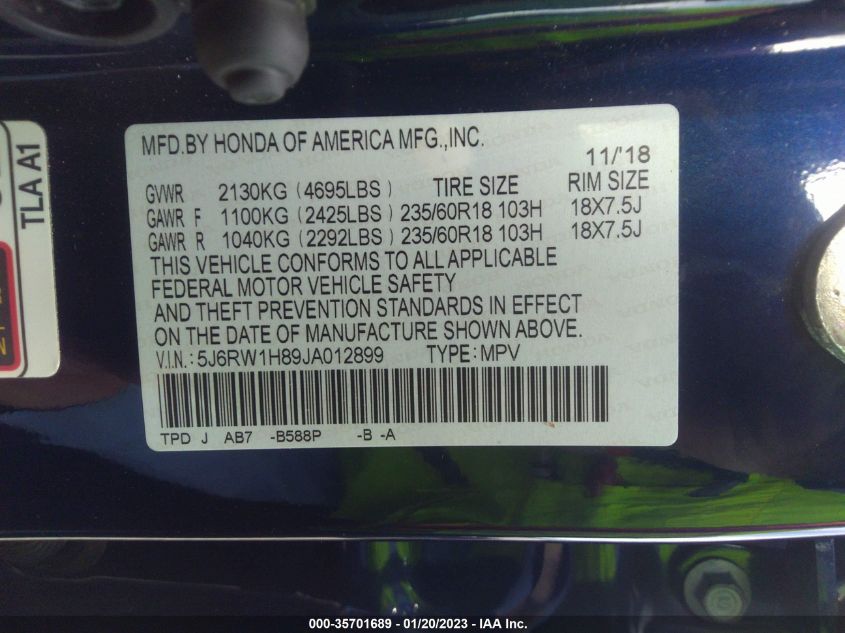 MFD.BY HONDA OF AMERICA MFG.,INC.
11/'18
GVWR 2130KG (4695LBS) TIRE SIZE RIM SIZE
GAWR F 1100KG (2425LBS) 235/60R18 103H 18X7.5J
GAWR R 1040KG (2292LBS) 235/60R18 103H 18X7.5J
THIS VEHICLE CONFORMS TO ALL APPLICABLE
FEDERAL MOTOR VEHICLE SAFETY
AND THEFT PREVENTION STANDARDS IN EFFECT
ON THE DATE OF MANUFACTURE SHOWN ABOVE.
V.I.N.: 5J6RW1H89JA012899 TYPE: MPV
TPD J AB7 -B588P -B -A
TLA A1
000-35701689 - 01/20/2023 - IAA Inc.